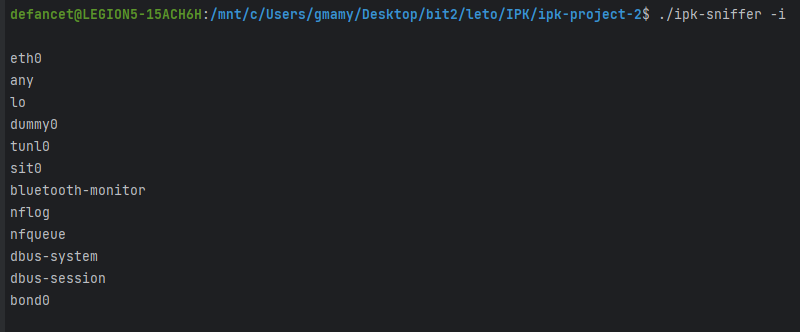 defancet@LEGION5-15ACH6H:/mnt/c/Users/gmamy/Desktop/bit2/leto/IPK/ipk-project-2$ ./ipk-sniffer -i
eth0
any
lo
dummy0
tunl0
sit0
bluetooth-monitor
nflog
nfqueue
dbus-system
dbus-session
bond0